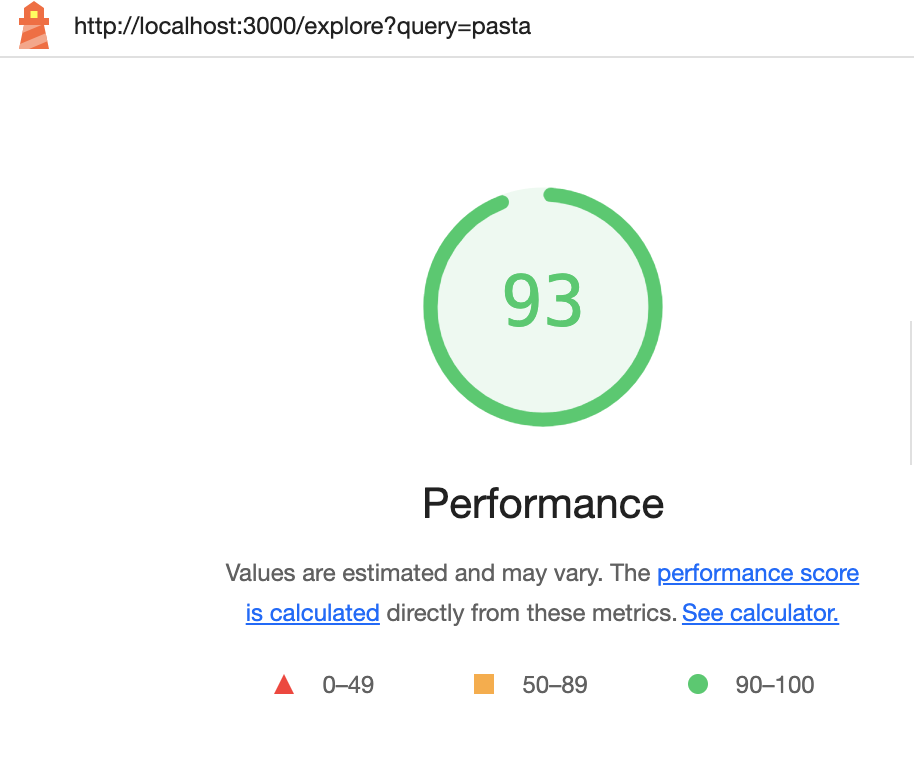 http://localhost:3000/explore?query=pasta
93
Performance
Values are estimated and may vary. The performance score
is calculated directly from these metrics. See calculator.
0–49 50–89 90–100